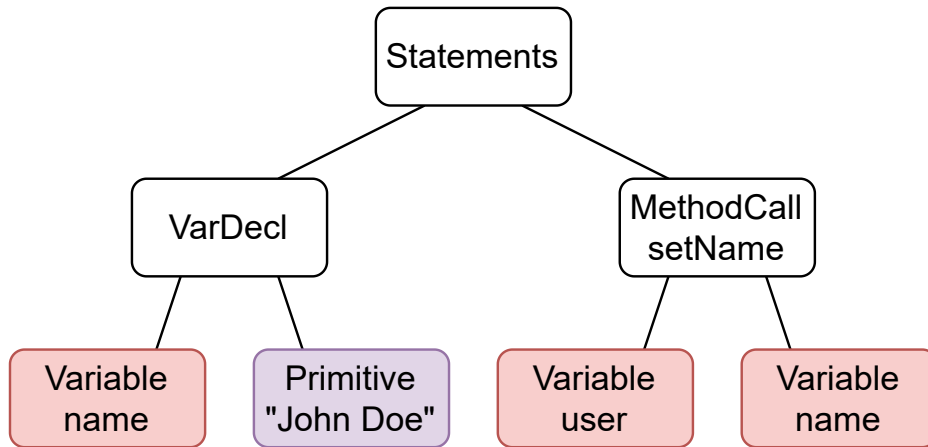 Statements
VarDecl
MethodCall
setName
Variable
name
Primitive
"John Doe"
Variable
user
Variable
name